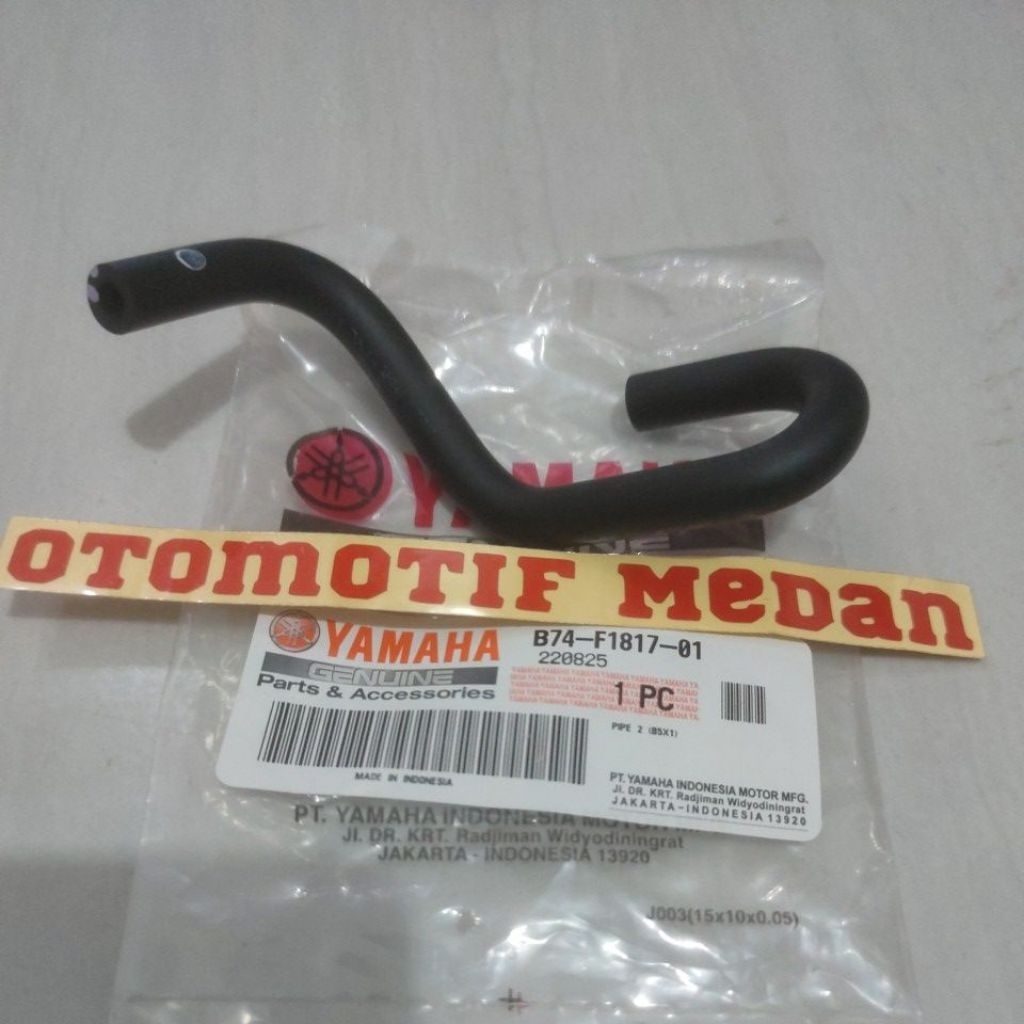 YAMAHA
GENUINE
OTOMOTIF MEDAN
YAMAHA
GENUINE
Parts & Accessories
B74-F1817-01
220825
1 PC
PIPE 2 (B5X1)
MADE IN INDONESIA
PT. YAMAHA INDONESIA MOTOR MFG.
Jl. DR. KRT. Radjiman Widyodiningrat
JAKARTA-INDONESIA 13920
PT. YAMAHA INDONESIA MOTOR
Jl. DR. KRT. Radjiman Widyodiningrat
JAKARTA - INDONESIA 13920
J003(15x10x0.05)